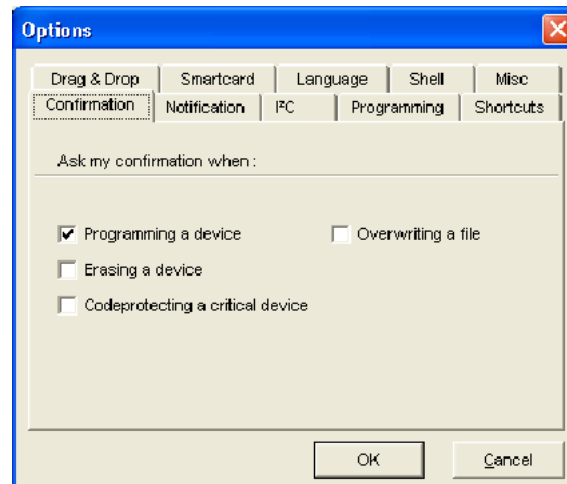 Options
Drag & Drop Smartcard Language Shell Misc
Confirmation Notification I²C Programming Shortcuts
Ask my confirmation when :
Programming a device Overwriting a file
Erasing a device
Codeprotecting a critical device
OK Cancel